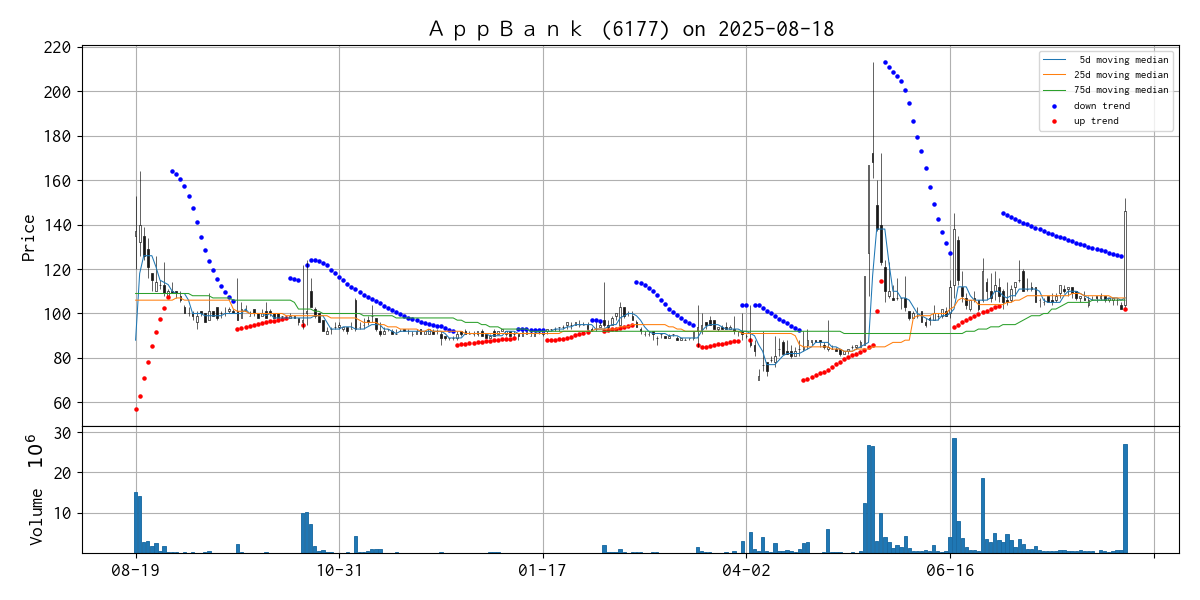 ＡｐｐＢａｎｋ (6177) on 2025-08-18
220
200
180
160
140
120
100
80
60
Price
5d moving median
25d moving median
75d moving median
down trend
up trend
30
20
10
Volume 10^6
08-19 10-31 01-17 04-02 06-16